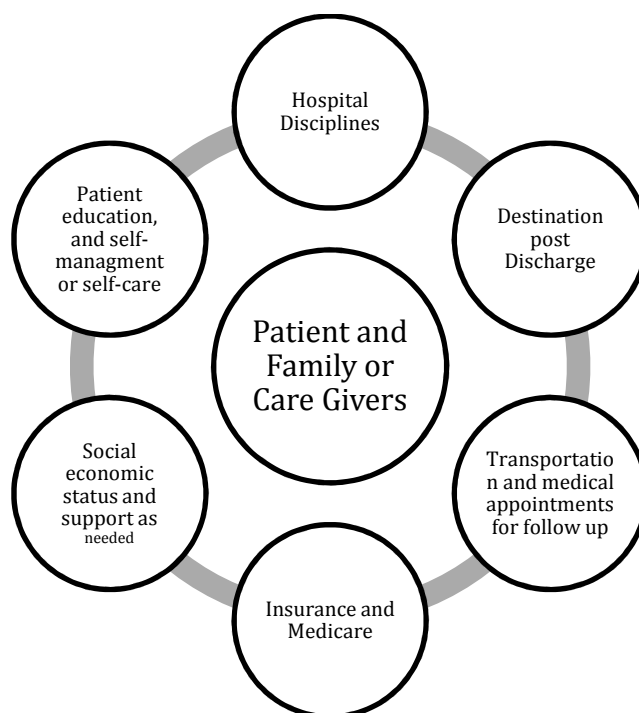 Hospital
Disciplines
Destination
post
Discharge
Transportatio
n and medical
appointments
for follow up
Insurance and
Medicare
Social
economic
status and
support as
needed
Patient
education,
and self-
managment
or self-care
Patient and
Family or
Care Givers